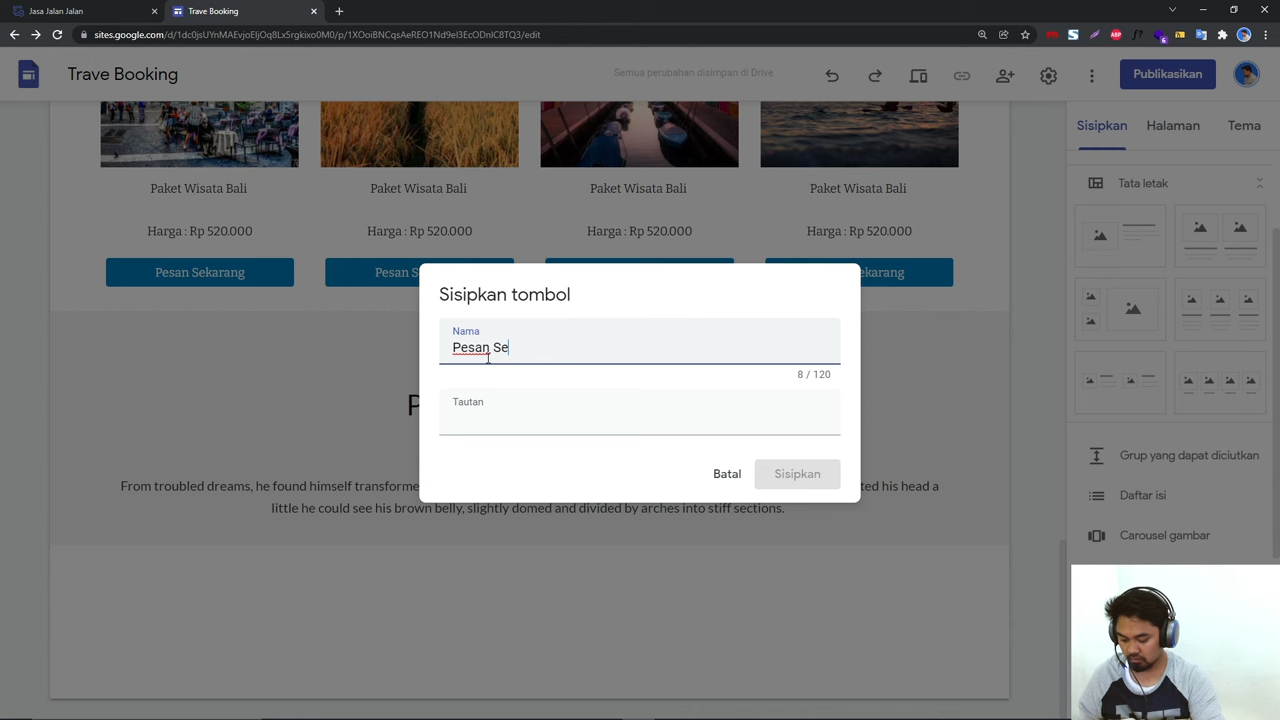 Jasa Jalan Jalan
Trave Booking
sites.google.com/d/1dc0jsUYnMAEvjoEIjOq8LxSrgkixo0M0/p/1XOoiBNCqsAeREO1Nd9eI3EcODnIC8TQ3/edit
Trave Booking
Semua perubahan disimpan di Drive
Publikasikan
Sisipkan
Halaman
Tema
Tata letak
Paket Wisata Bali
Paket Wisata Bali
Paket Wisata Bali
Paket Wisata Bali
Harga : Rp 520.000
Harga : Rp 520.000
Harga : Rp 520.000
Harga : Rp 520.000
Pesan Sekarang
Pesan S
karang
Sisipkan tombol
Nama
Pesan Se
8 / 120
Tautan
Batal
Sisipkan
P
From troubled dreams, he found himself transforme
ted his head a
little he could see his brown belly, slightly domed and divided by arches into stiff sections.
Grup yang dapat diciutkan
Daftar isi
Carousel gambar